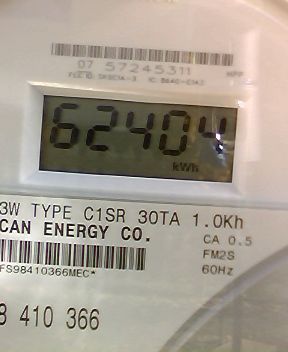 07 57245311
62404
kWh
3W TYPE C1SR 30TA 1.0Kh
CAN ENERGY CO.
CA 0.5
FM2S
60Hz
FS98410366MEC*
8 410 366